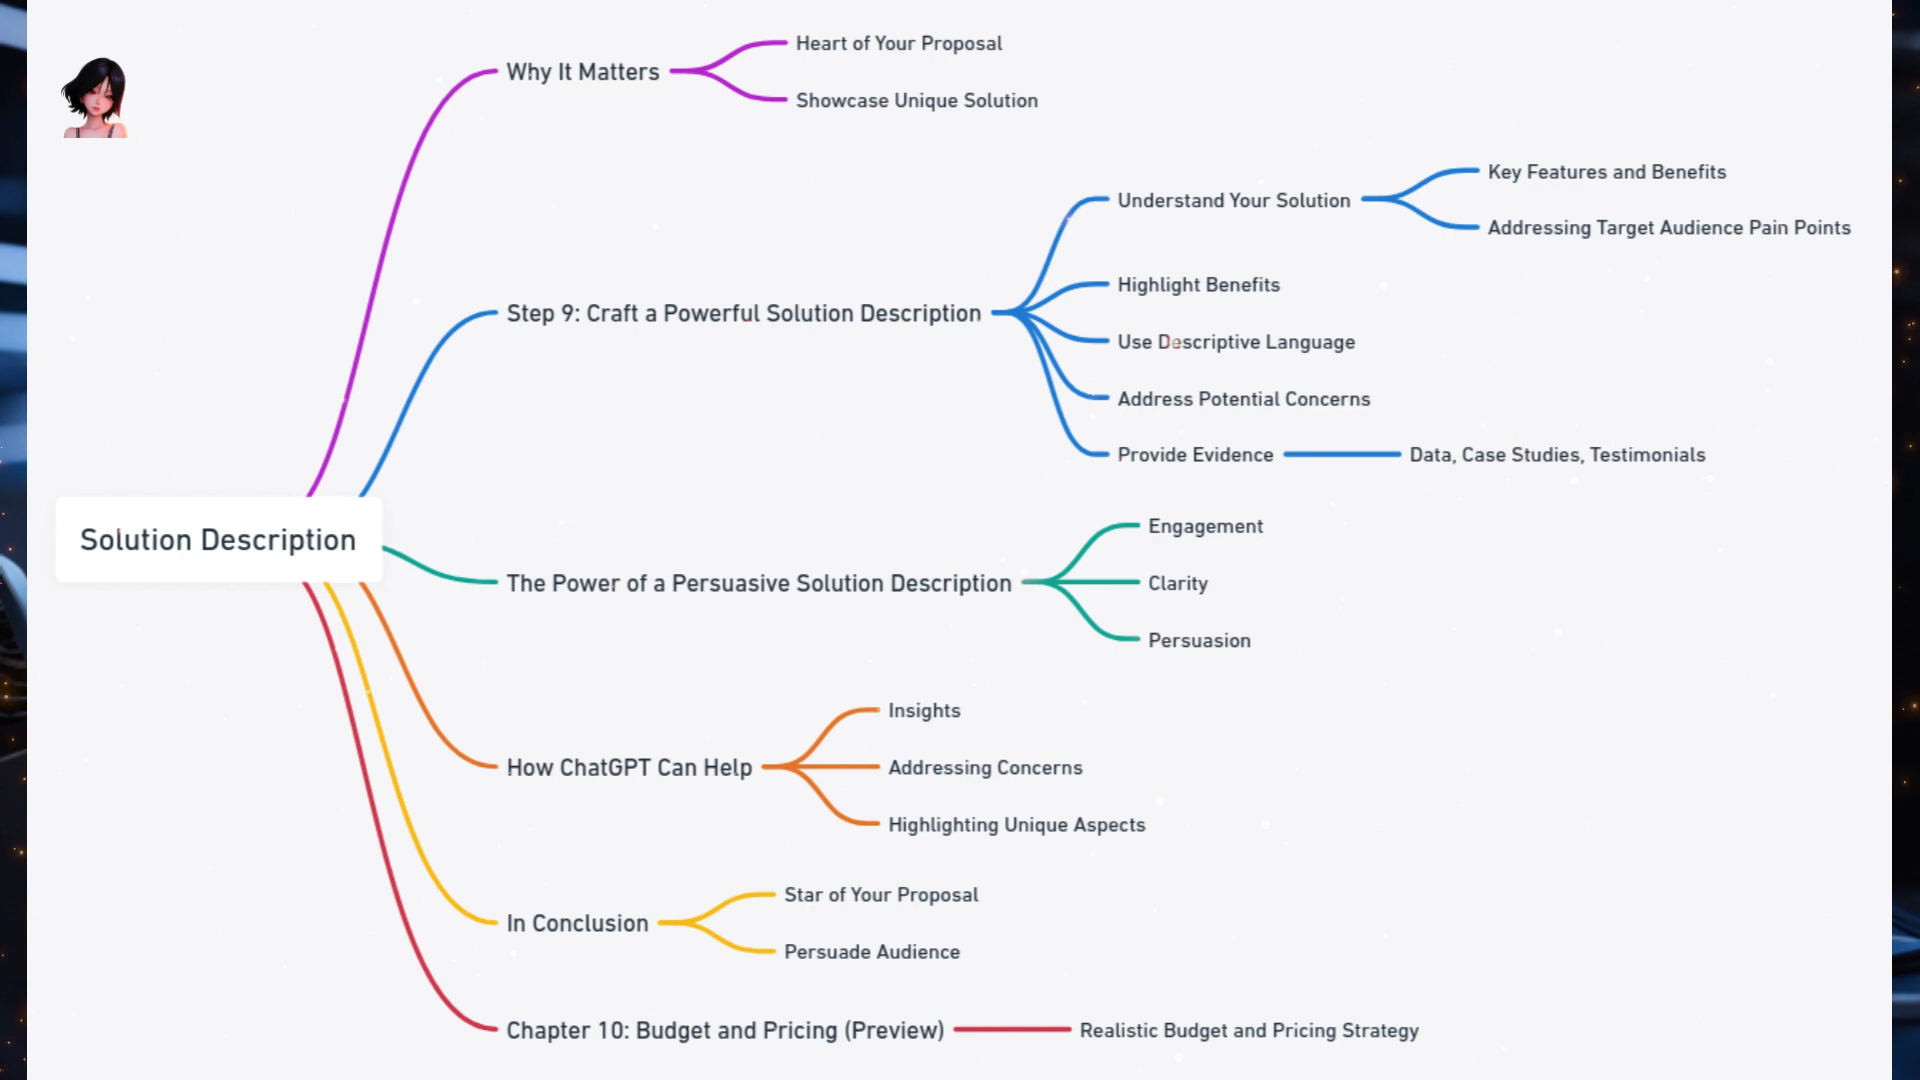 Why It Matters
Heart of Your Proposal
Showcase Unique Solution
Step 9: Craft a Powerful Solution Description
Understand Your Solution
Key Features and Benefits
Addressing Target Audience Pain Points
Highlight Benefits
Use Descriptive Language
Address Potential Concerns
Provide Evidence
Data, Case Studies, Testimonials
Solution Description
The Power of a Persuasive Solution Description
Engagement
Clarity
Persuasion
How ChatGPT Can Help
Insights
Addressing Concerns
Highlighting Unique Aspects
In Conclusion
Star of Your Proposal
Persuade Audience
Chapter 10: Budget and Pricing (Preview)
Realistic Budget and Pricing Strategy